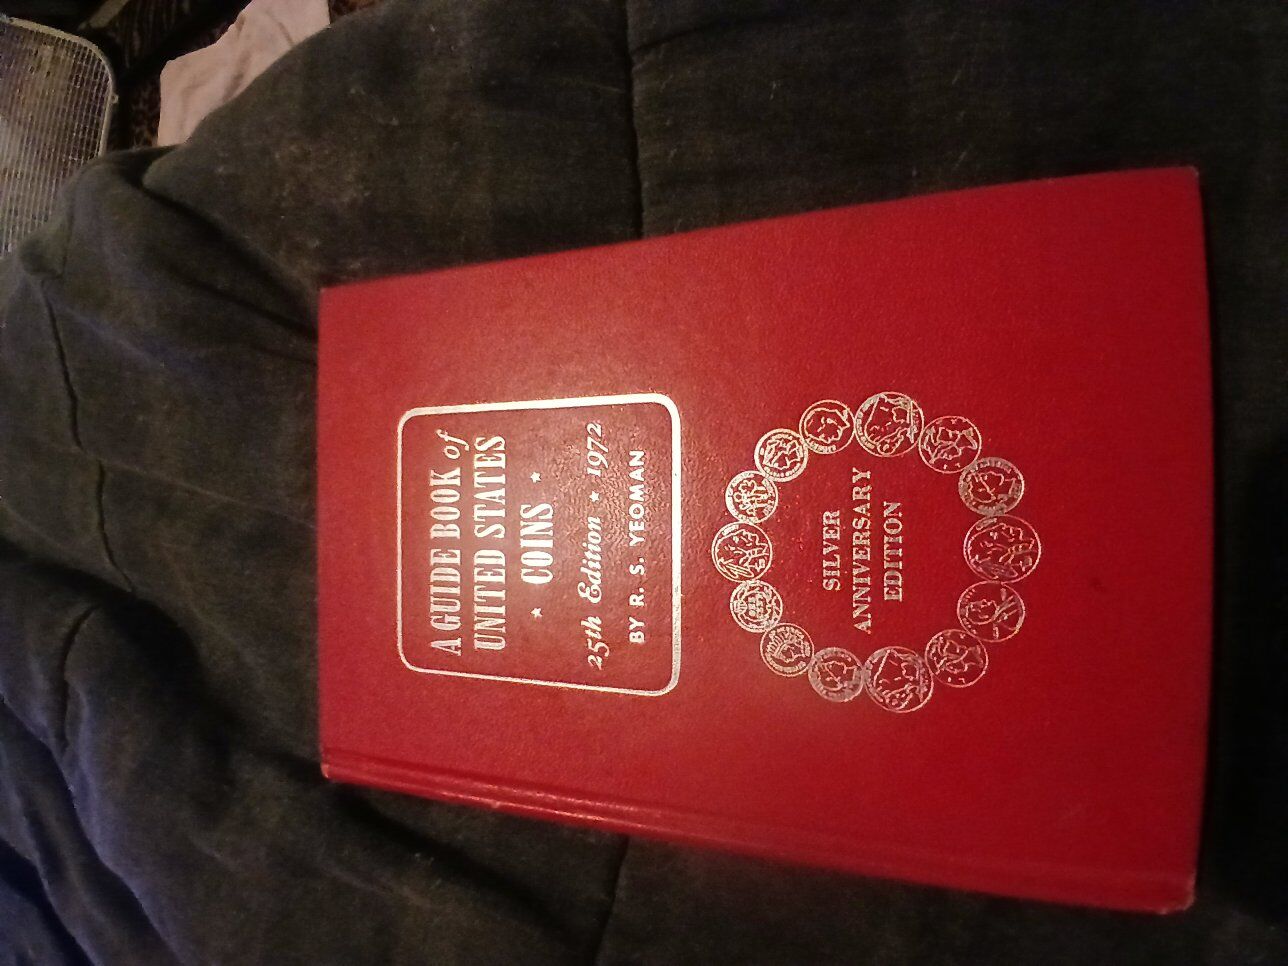 A GUIDE BOOK of
UNITED STATES
★ COINS ★
25th Edition ★ 1972
BY R. S. YEOMAN
SILVER
ANNIVERSARY
EDITION